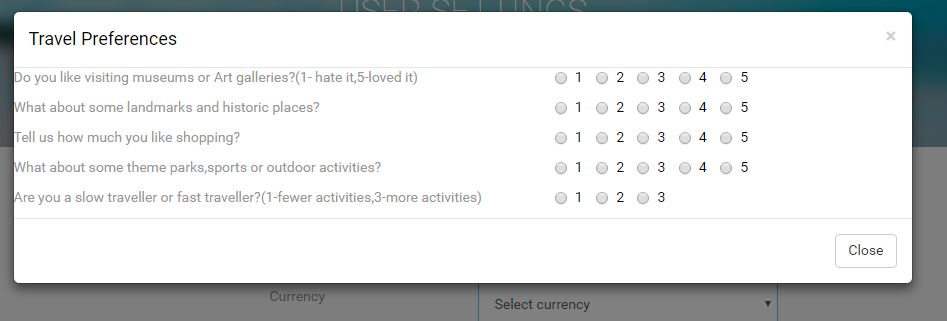 USER SETTINGS
Travel Preferences ×
Do you like visiting museums or Art galleries?(1- hate it,5-loved it) 1 2 3 4 5
What about some landmarks and historic places? 1 2 3 4 5
Tell us how much you like shopping? 1 2 3 4 5
What about some theme parks,sports or outdoor activities? 1 2 3 4 5
Are you a slow traveller or fast traveller?(1-fewer activities,3-more activities) 1 2 3
Close
Currency Select currency